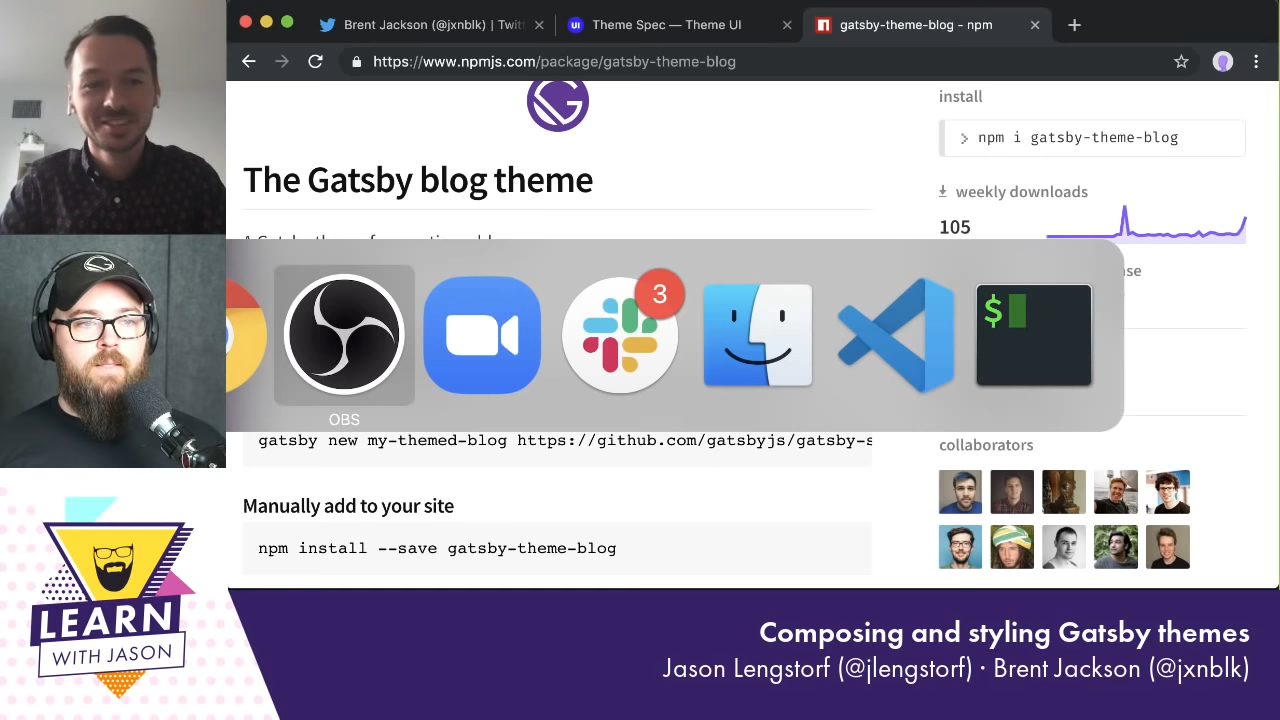 Brent Jackson (@jxnblk) | Twitt
UI
Theme Spec — Theme UI
gatsby-theme-blog - npm
https://www.npmjs.com/package/gatsby-theme-blog
install
npm i gatsby-theme-blog
The Gatsby blog theme
weekly downloads
105
3
$
OBS
gatsby new my-themed-blog https://github.com/gatsbyjs/gatsby-s
collaborators
Manually add to your site
npm install --save gatsby-theme-blog
LEARN
WITH JASON
Composing and styling Gatsby themes
Jason Lengstorf (@jlengstorf) · Brent Jackson (@jxnblk)